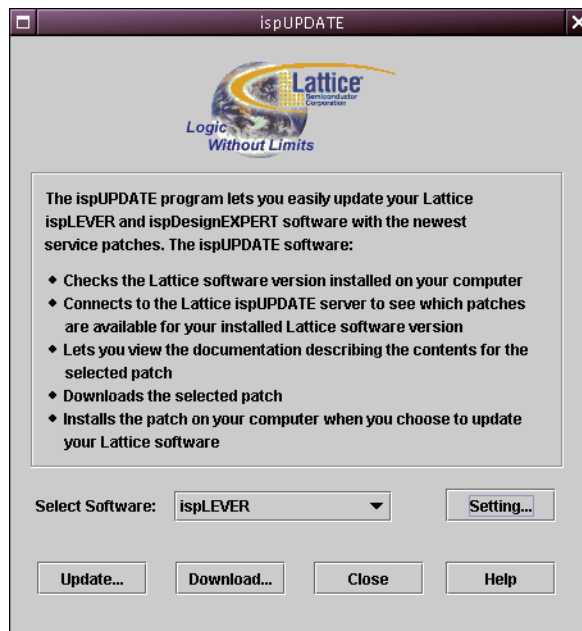 ispUPDATE
Lattice
Semiconductor
Corporation
Logic
Without Limits
The ispUPDATE program lets you easily update your Lattice
ispLEVER and ispDesignEXPERT software with the newest
service patches. The ispUPDATE software:
◆ Checks the Lattice software version installed on your computer
◆ Connects to the Lattice ispUPDATE server to see which patches
are available for your installed Lattice software version
◆ Lets you view the documentation describing the contents for the
selected patch
◆ Downloads the selected patch
◆ Installs the patch on your computer when you choose to update
your Lattice software
Select Software: ispLEVER Setting...
Update... Download... Close Help